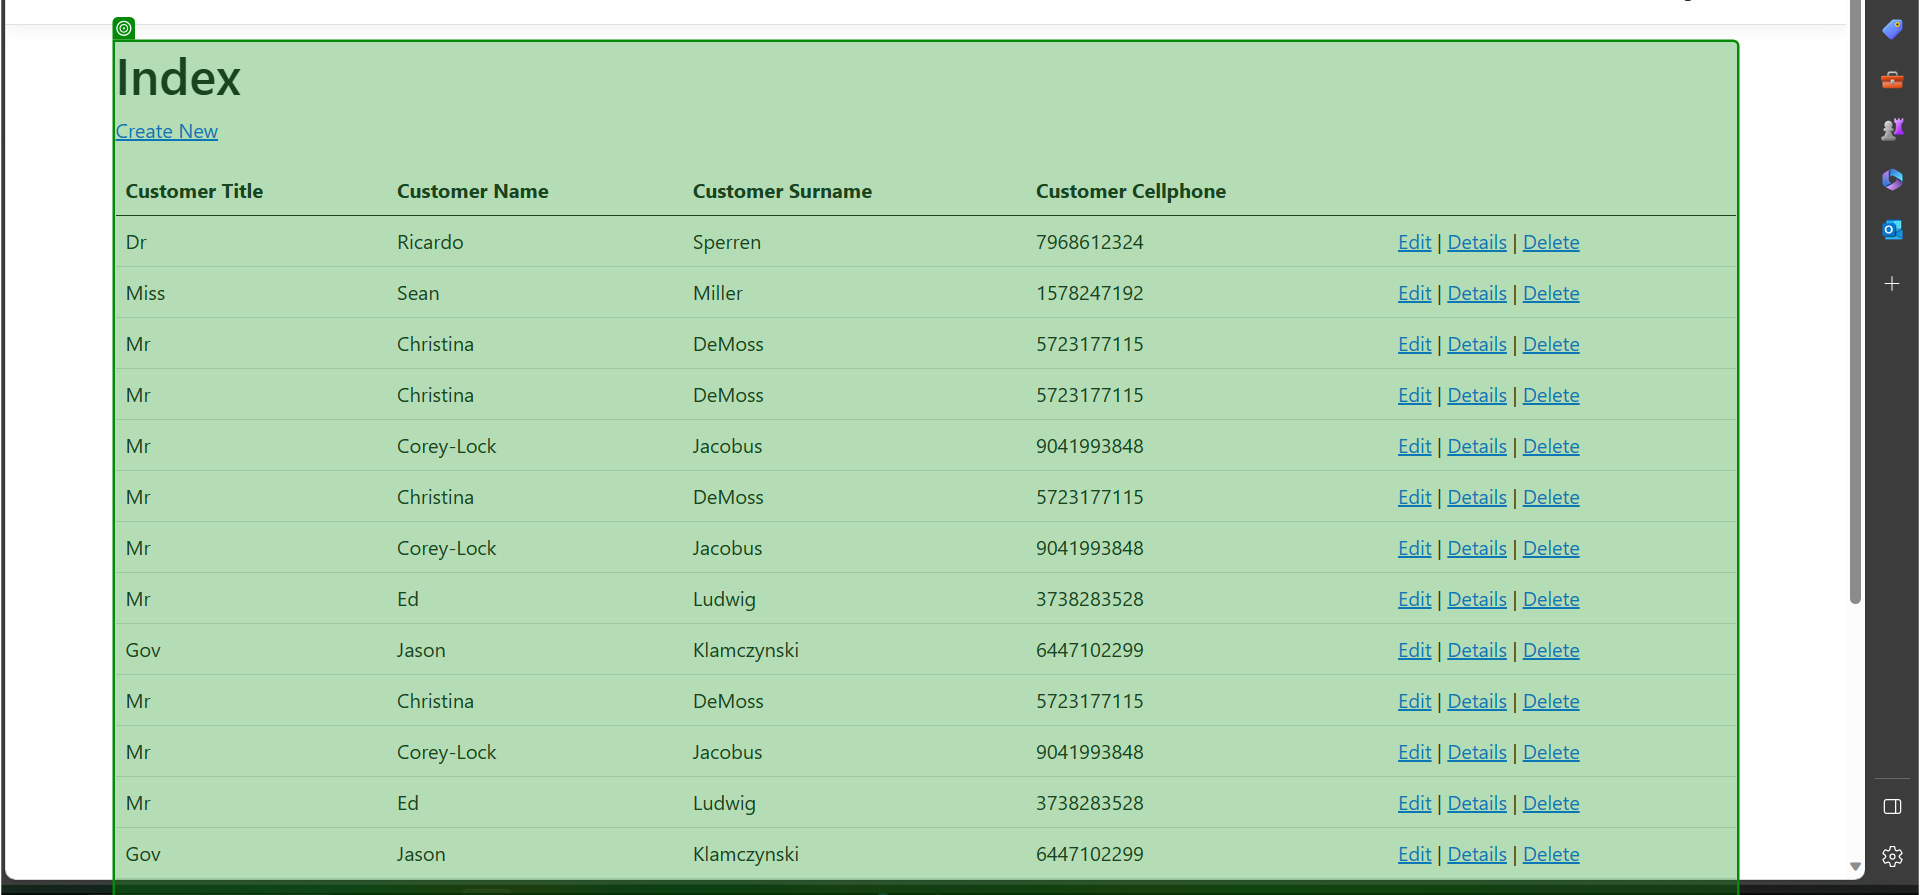 Index
Create New
Customer Title Customer Name Customer Surname Customer Cellphone
Dr Ricardo Sperren 7968612324 Edit | Details | Delete
Miss Sean Miller 1578247192 Edit | Details | Delete
Mr Christina DeMoss 5723177115 Edit | Details | Delete
Mr Christina DeMoss 5723177115 Edit | Details | Delete
Mr Corey-Lock Jacobus 9041993848 Edit | Details | Delete
Mr Christina DeMoss 5723177115 Edit | Details | Delete
Mr Corey-Lock Jacobus 9041993848 Edit | Details | Delete
Mr Ed Ludwig 3738283528 Edit | Details | Delete
Gov Jason Klamczynski 6447102299 Edit | Details | Delete
Mr Christina DeMoss 5723177115 Edit | Details | Delete
Mr Corey-Lock Jacobus 9041993848 Edit | Details | Delete
Mr Ed Ludwig 3738283528 Edit | Details | Delete
Gov Jason Klamczynski 6447102299 Edit | Details | Delete